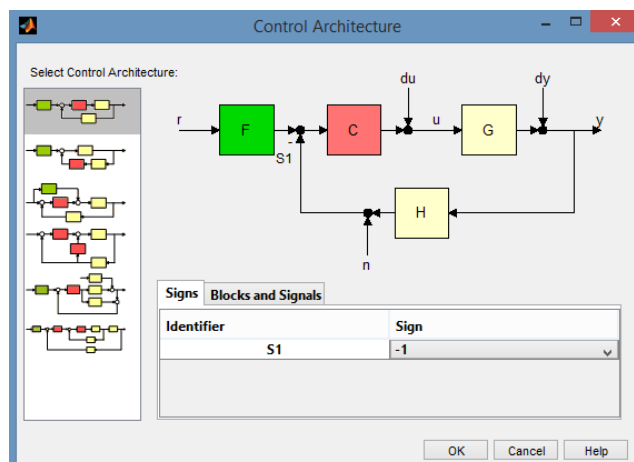 Control Architecture
Select Control Architecture:
du
dy
r
F
C
u
G
y
-
S1
H
n
Signs
Blocks and Signals
Identifier
Sign
S1
-1
OK
Cancel
Help